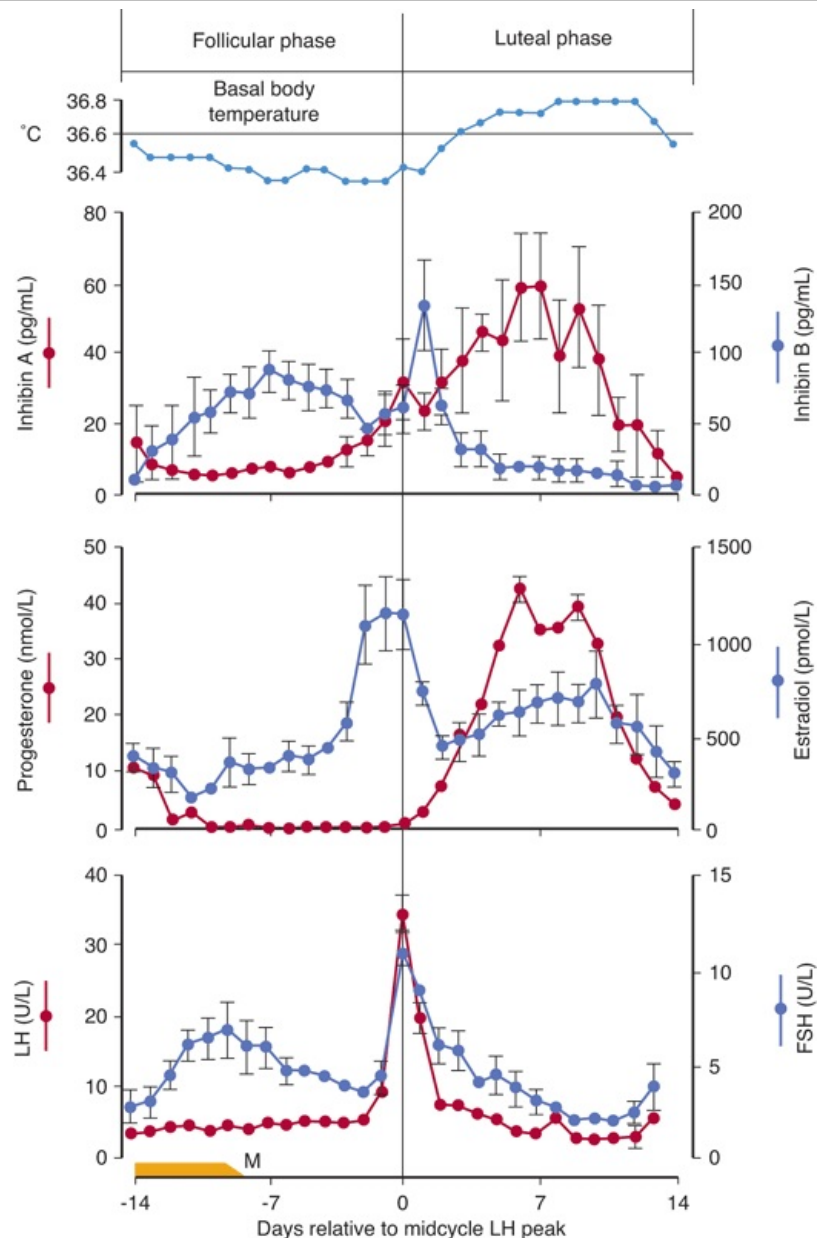 Follicular phase
Luteal phase
Basal body
temperature
°C
36.8
36.6
36.4
Inhibin A (pg/mL)
80
60
40
20
0
200
150
100
50
0
Inhibin B (pg/mL)
Progesterone (nmol/L)
50
40
30
20
10
0
1500
1000
500
0
Estradiol (pmol/L)
LH (U/L)
40
30
20
10
0
15
10
5
0
FSH (U/L)
M
-14 -7 0 7 14
Days relative to midcycle LH peak